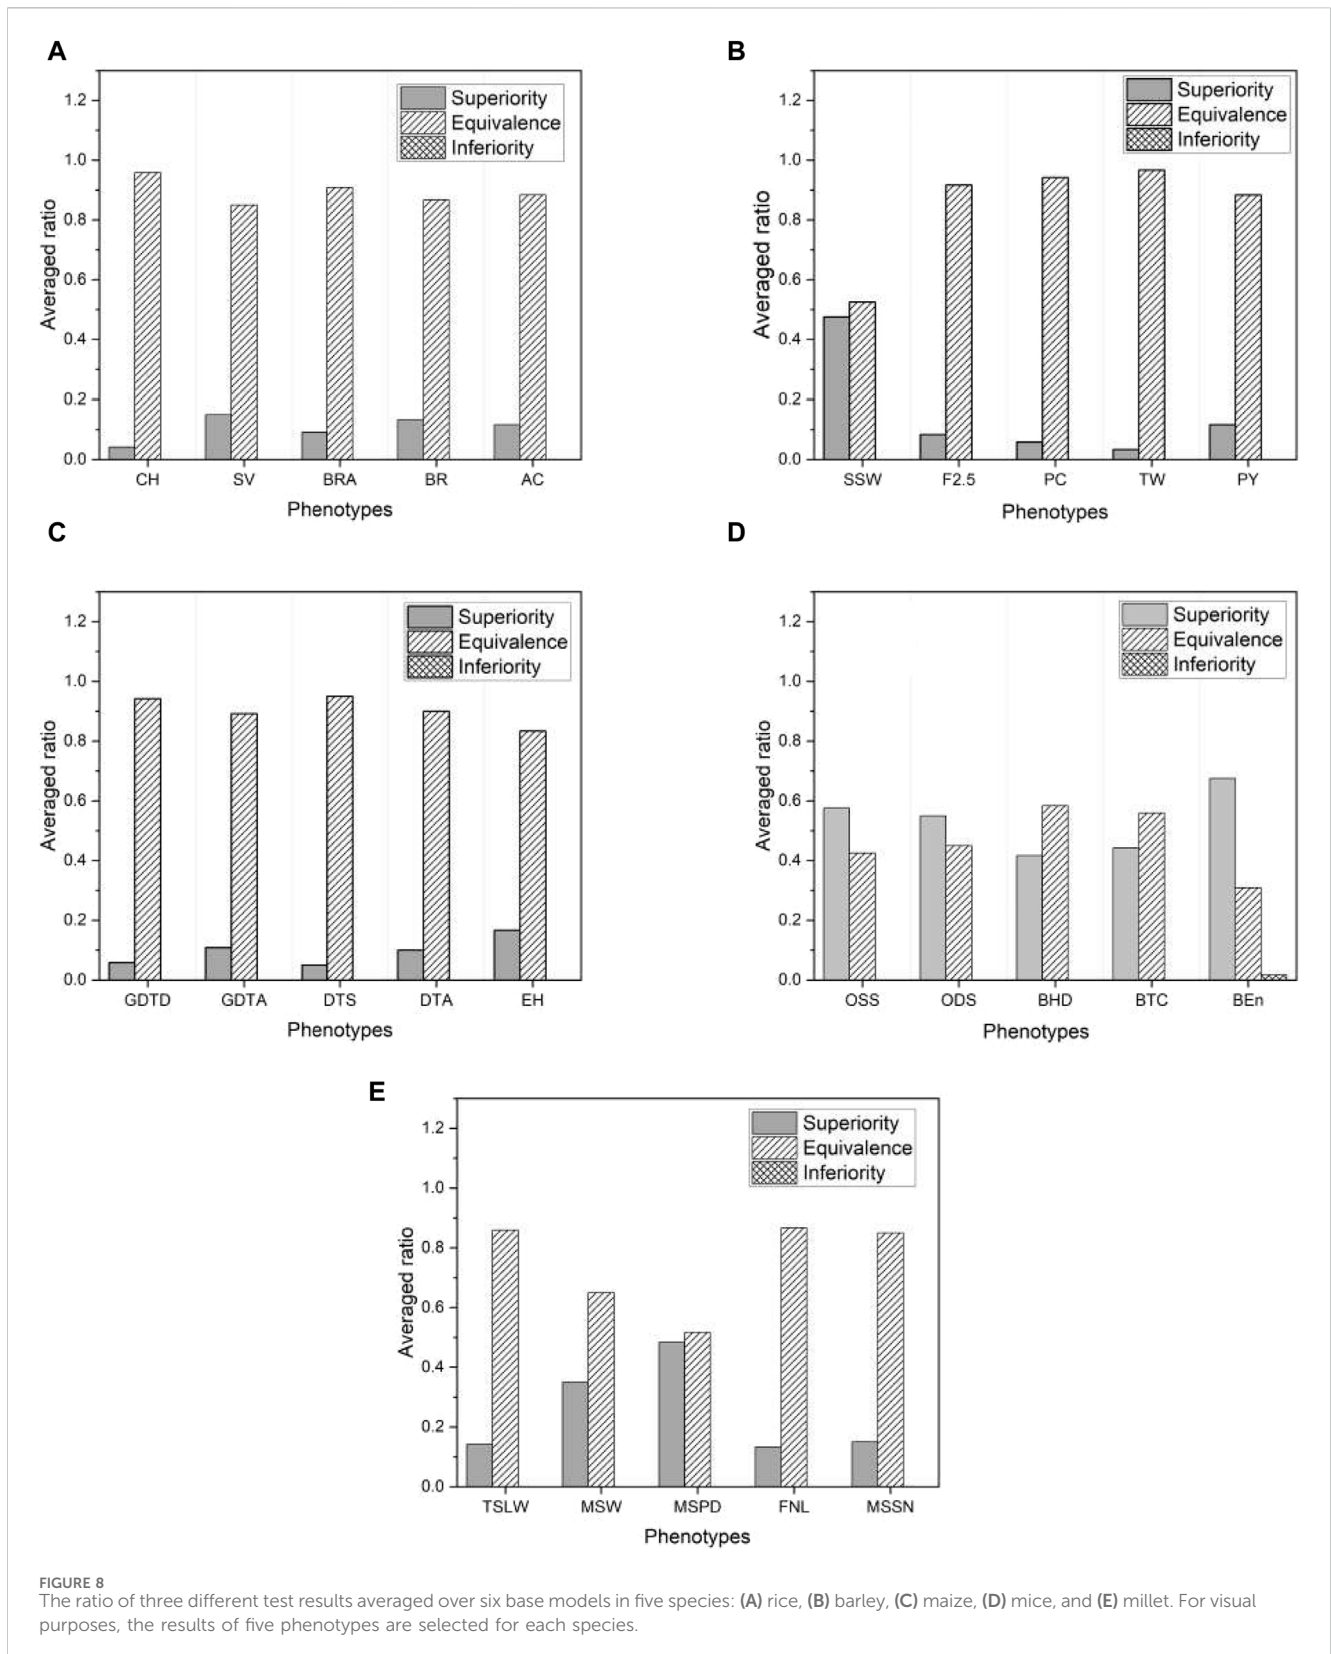 A
Averaged ratio
1.2
1.0
0.8
0.6
0.4
0.2
0.0
Superiority
Equivalence
Inferiority
CH SV BRA BR AC
Phenotypes
B
Averaged ratio
1.2
1.0
0.8
0.6
0.4
0.2
0.0
Superiority
Equivalence
Inferiority
SSW F2.5 PC TW PY
Phenotypes
C
Averaged ratio
1.2
1.0
0.8
0.6
0.4
0.2
0.0
Superiority
Equivalence
Inferiority
GDTD GDTA DTS DTA EH
Phenotypes
D
Averaged ratio
1.2
1.0
0.8
0.6
0.4
0.2
0.0
Superiority
Equivalence
Inferiority
OSS ODS BHD BTC BEn
Phenotypes
E
Averaged ratio
1.2
1.0
0.8
0.6
0.4
0.2
0.0
Superiority
Equivalence
Inferiority
TSLW MSW MSPD FNL MSSN
Phenotypes
FIGURE 8
The ratio of three different test results averaged over six base models in five species: (A) rice, (B) barley, (C) maize, (D) mice, and (E) millet. For visual
purposes, the results of five phenotypes are selected for each species.